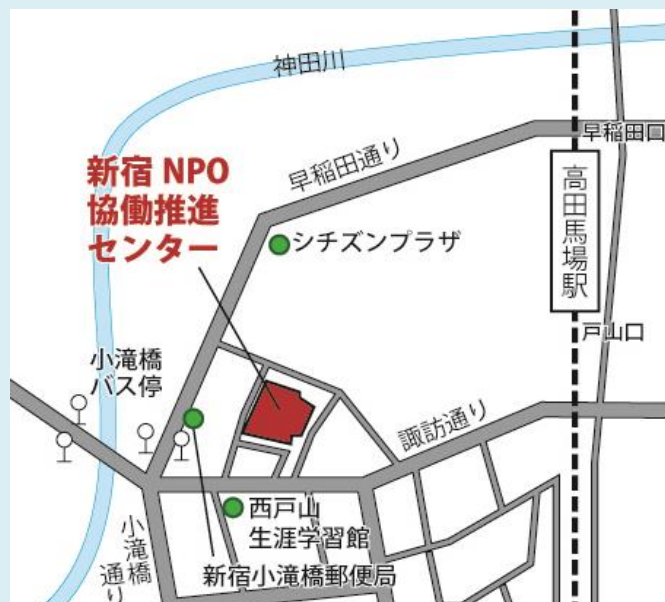 神田川
早稲田口
早稲田通り
新宿 NPO
協働推進
センター
高田馬場駅
シチズンプラザ
戸山口
小滝橋
バス停
諏訪通り
西戸山
生涯学習館
小滝橋
通り
新宿小滝橋郵便局